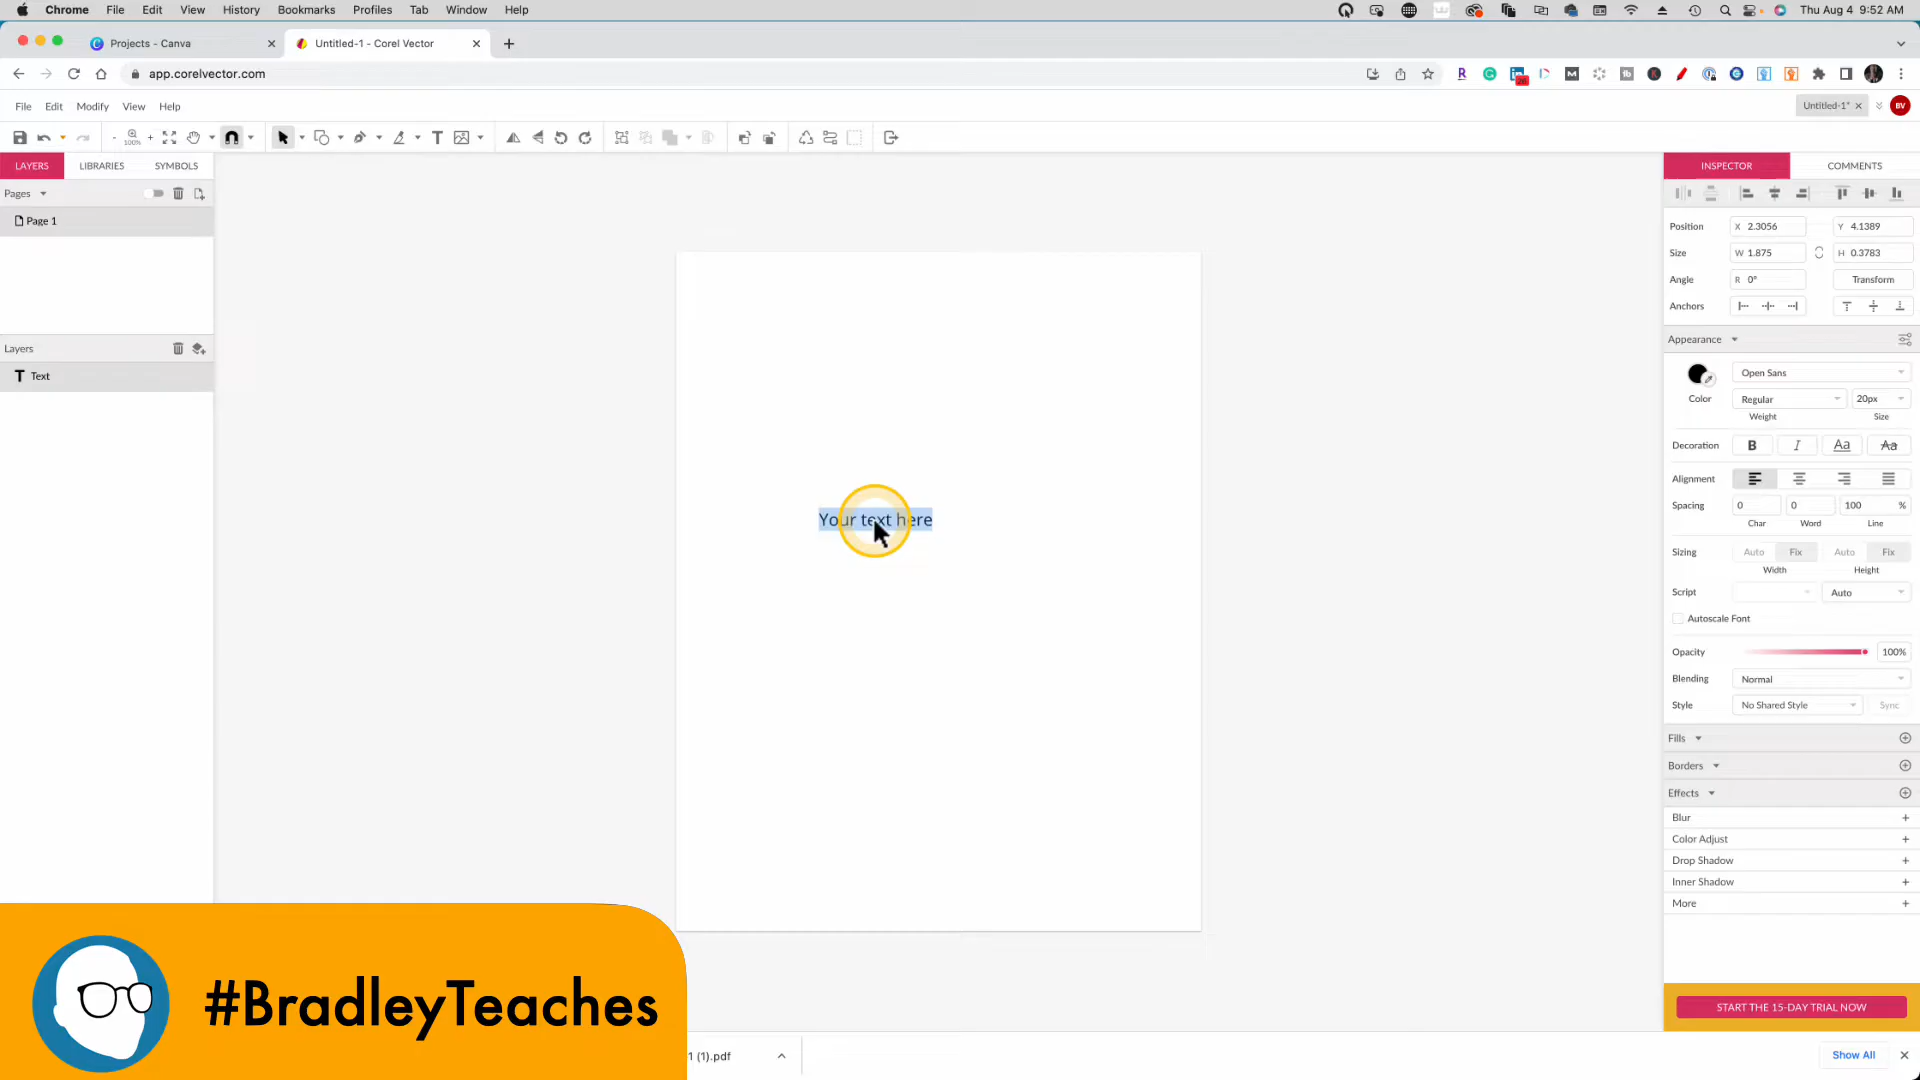 Chrome File Edit View History Bookmarks Profiles Tab Window Help Thu Aug 4 9:52 AM
Projects - Canva Untitled-1 - Corel Vector
app.corelvector.com
File Edit Modify View Help Untitled-1* BV
100%
LAYERS LIBRARIES SYMBOLS INSPECTOR COMMENTS
Pages
Page 1
Layers
Text
Position X 2.3056 Y 4.1389
Size W 1.875 H 0.3783
Angle R 0° Transform
Anchors
Appearance
Open Sans
Color Regular 20px
Weight Size
Decoration B I Aa Aa
Alignment
Spacing 0 0 100 %
Char Word Line
Your text here
Sizing Auto Fix Auto Fix
Width Height
Script Auto
Autoscale Font
Opacity 100%
Blending Normal
Style No Shared Style Sync
Fills
Borders
Effects
Blur
Color Adjust
Drop Shadow
Inner Shadow
More
START THE 15-DAY TRIAL NOW
#BradleyTeaches
1 (1).pdf
Show All